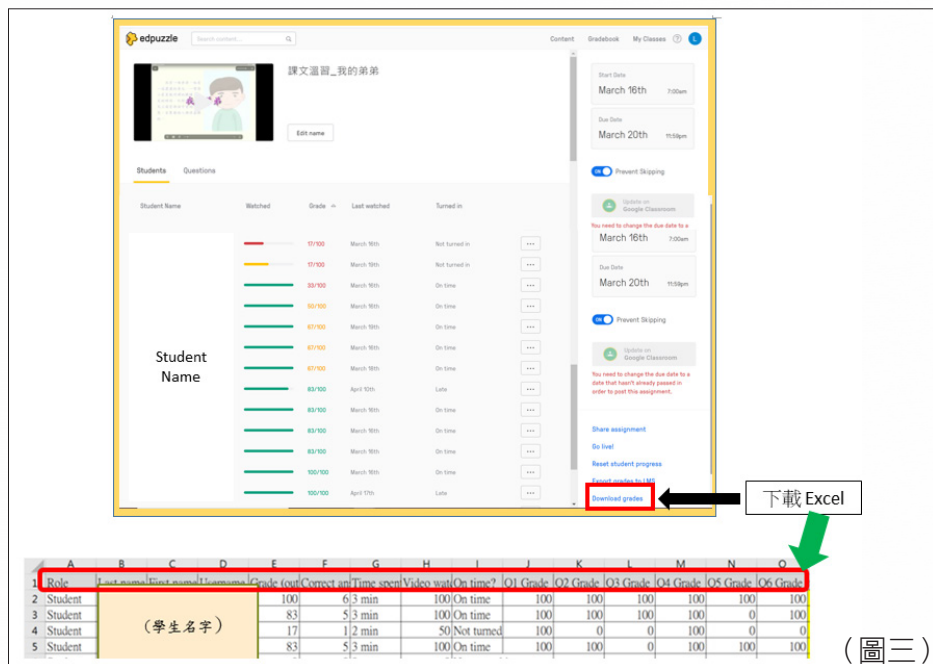 edpuzzle Search content... Content Gradebook My Classes ? L
課文溫習_我的弟弟
Edit name
Students Questions
Student Name Watched Grade Last watched Turned in
17/100 March 16th Not turned in
17/100 March 19th Not turned in
33/100 March 16th On time
50/100 March 16th On time
67/100 March 19th On time
67/100 March 16th On time
67/100 March 16th On time
83/100 April 10th Late
83/100 March 16th On time
83/100 March 16th On time
83/100 March 16th On time
100/100 March 16th On time
100/100 April 17th Late
Student
Name
Start Date
March 16th 7:00am
Due Date
March 20th 11:59pm
ON Prevent Skipping
Update on
Google Classroom
You need to change the due date to a
March 16th 7:00am
Due Date
March 20th 11:59pm
ON Prevent Skipping
Update on
Google Classroom
You need to change the due date to a
date that hasn't already passed in
order to post this assignment.
Share assignment
Go live!
Reset student progress
Export grades to LMS
Download grades
下載 Excel
A B C D E F G H I J K L M N O
1 Role Last name First name Username Grade (out Correct an Time spen Video wat On time? Q1 Grade Q2 Grade Q3 Grade Q4 Grade Q5 Grade Q6 Grade
2 Student 100 6 3 min 100 On time 100 100 100 100 100 100
3 Student 83 5 3 min 100 On time 100 100 100 100 0 100
4 Student 17 1 2 min 50 Not turned 100 0 0 100 0 0
5 Student 83 5 3 min 100 On time 100 100 0 100 100 100
(學生名字)
(圖三)